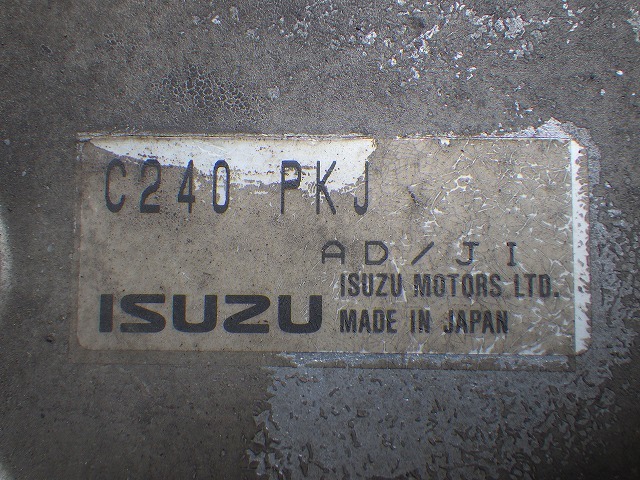 C240 PKJ
AD/JI
ISUZU MOTORS LTD.
ISUZU MADE IN JAPAN